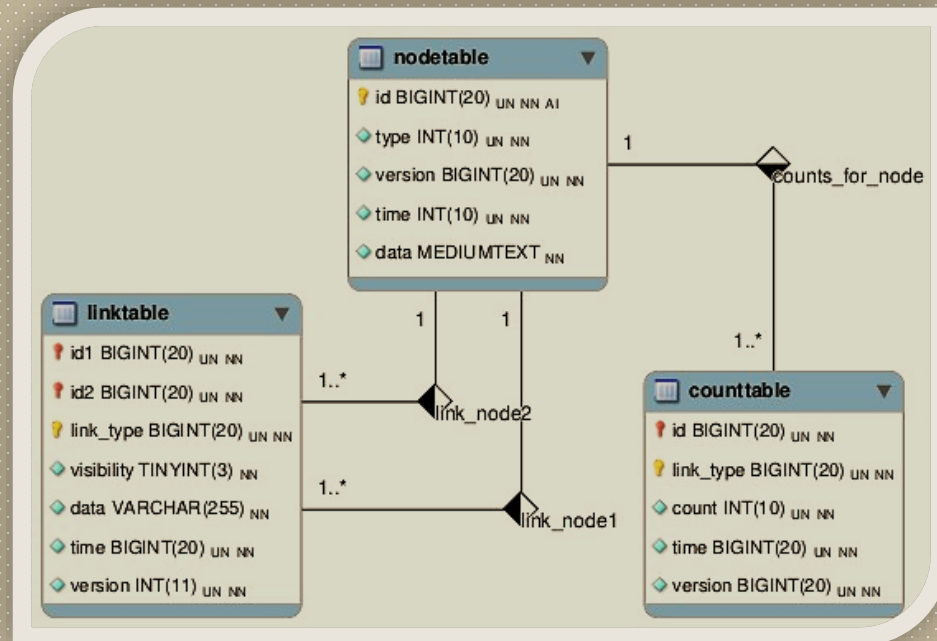 nodetable
id BIGINT(20) UN NN AI
type INT(10) UN NN
version BIGINT(20) UN NN
time INT(10) UN NN
data MEDIUMTEXT NN
1
counts_for_node
1..*
1
1
linktable
id1 BIGINT(20) UN NN
id2 BIGINT(20) UN NN
link_type BIGINT(20) UN NN
visibility TINYINT(3) NN
data VARCHAR(255) NN
time BIGINT(20) UN NN
version INT(11) UN NN
1..*
link_node2
1..*
link_node1
counttable
id BIGINT(20) UN NN
link_type BIGINT(20) UN NN
count INT(10) UN NN
time BIGINT(20) UN NN
version BIGINT(20) UN NN